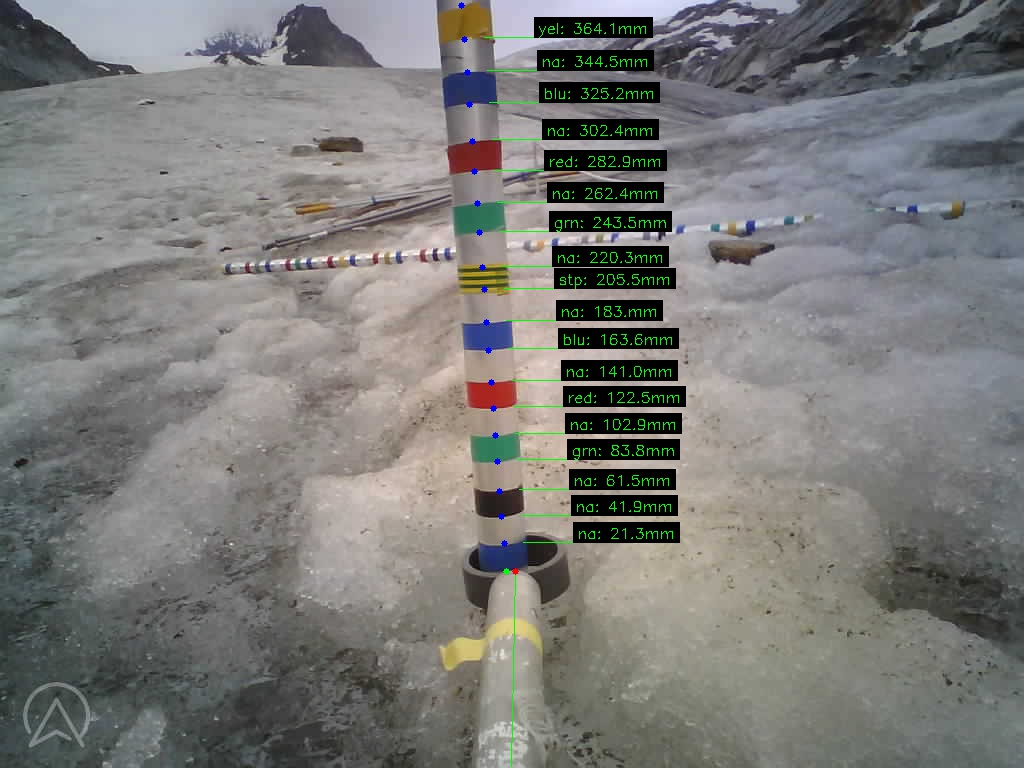 yel: 364.1mm
na: 344.5mm
blu: 325.2mm
na: 302.4mm
red: 282.9mm
na: 262.4mm
grn: 243.5mm
na: 220.3mm
stp: 205.5mm
na: 183.mm
blu: 163.6mm
na: 141.0mm
red: 122.5mm
na: 102.9mm
grn: 83.8mm
na: 61.5mm
na: 41.9mm
na: 21.3mm